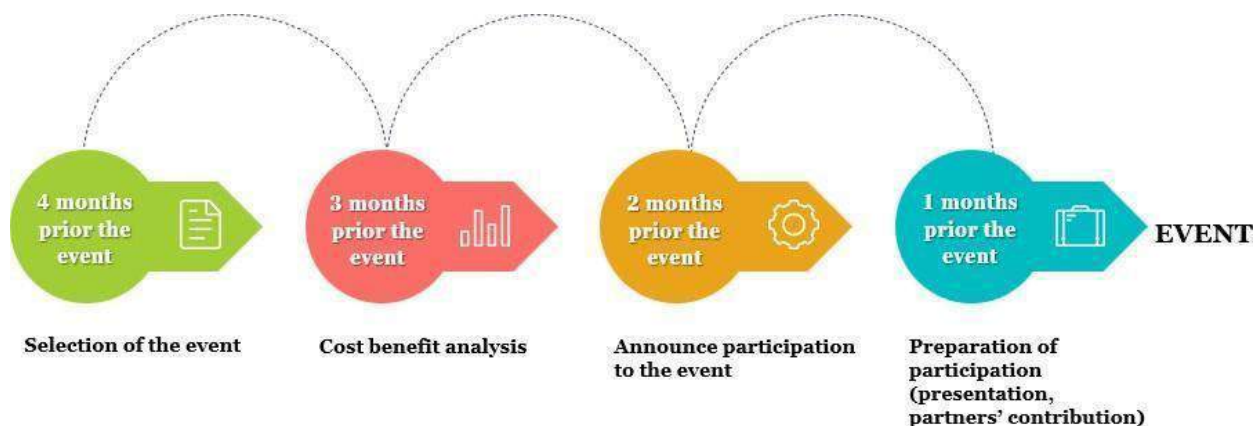 4 months
prior the
event
3 months
prior the
event
2 months
prior the
event
1 months
prior the
event
EVENT
Selection of the event
Cost benefit analysis
Announce participation
to the event
Preparation of
participation
(presentation,
partners' contribution)